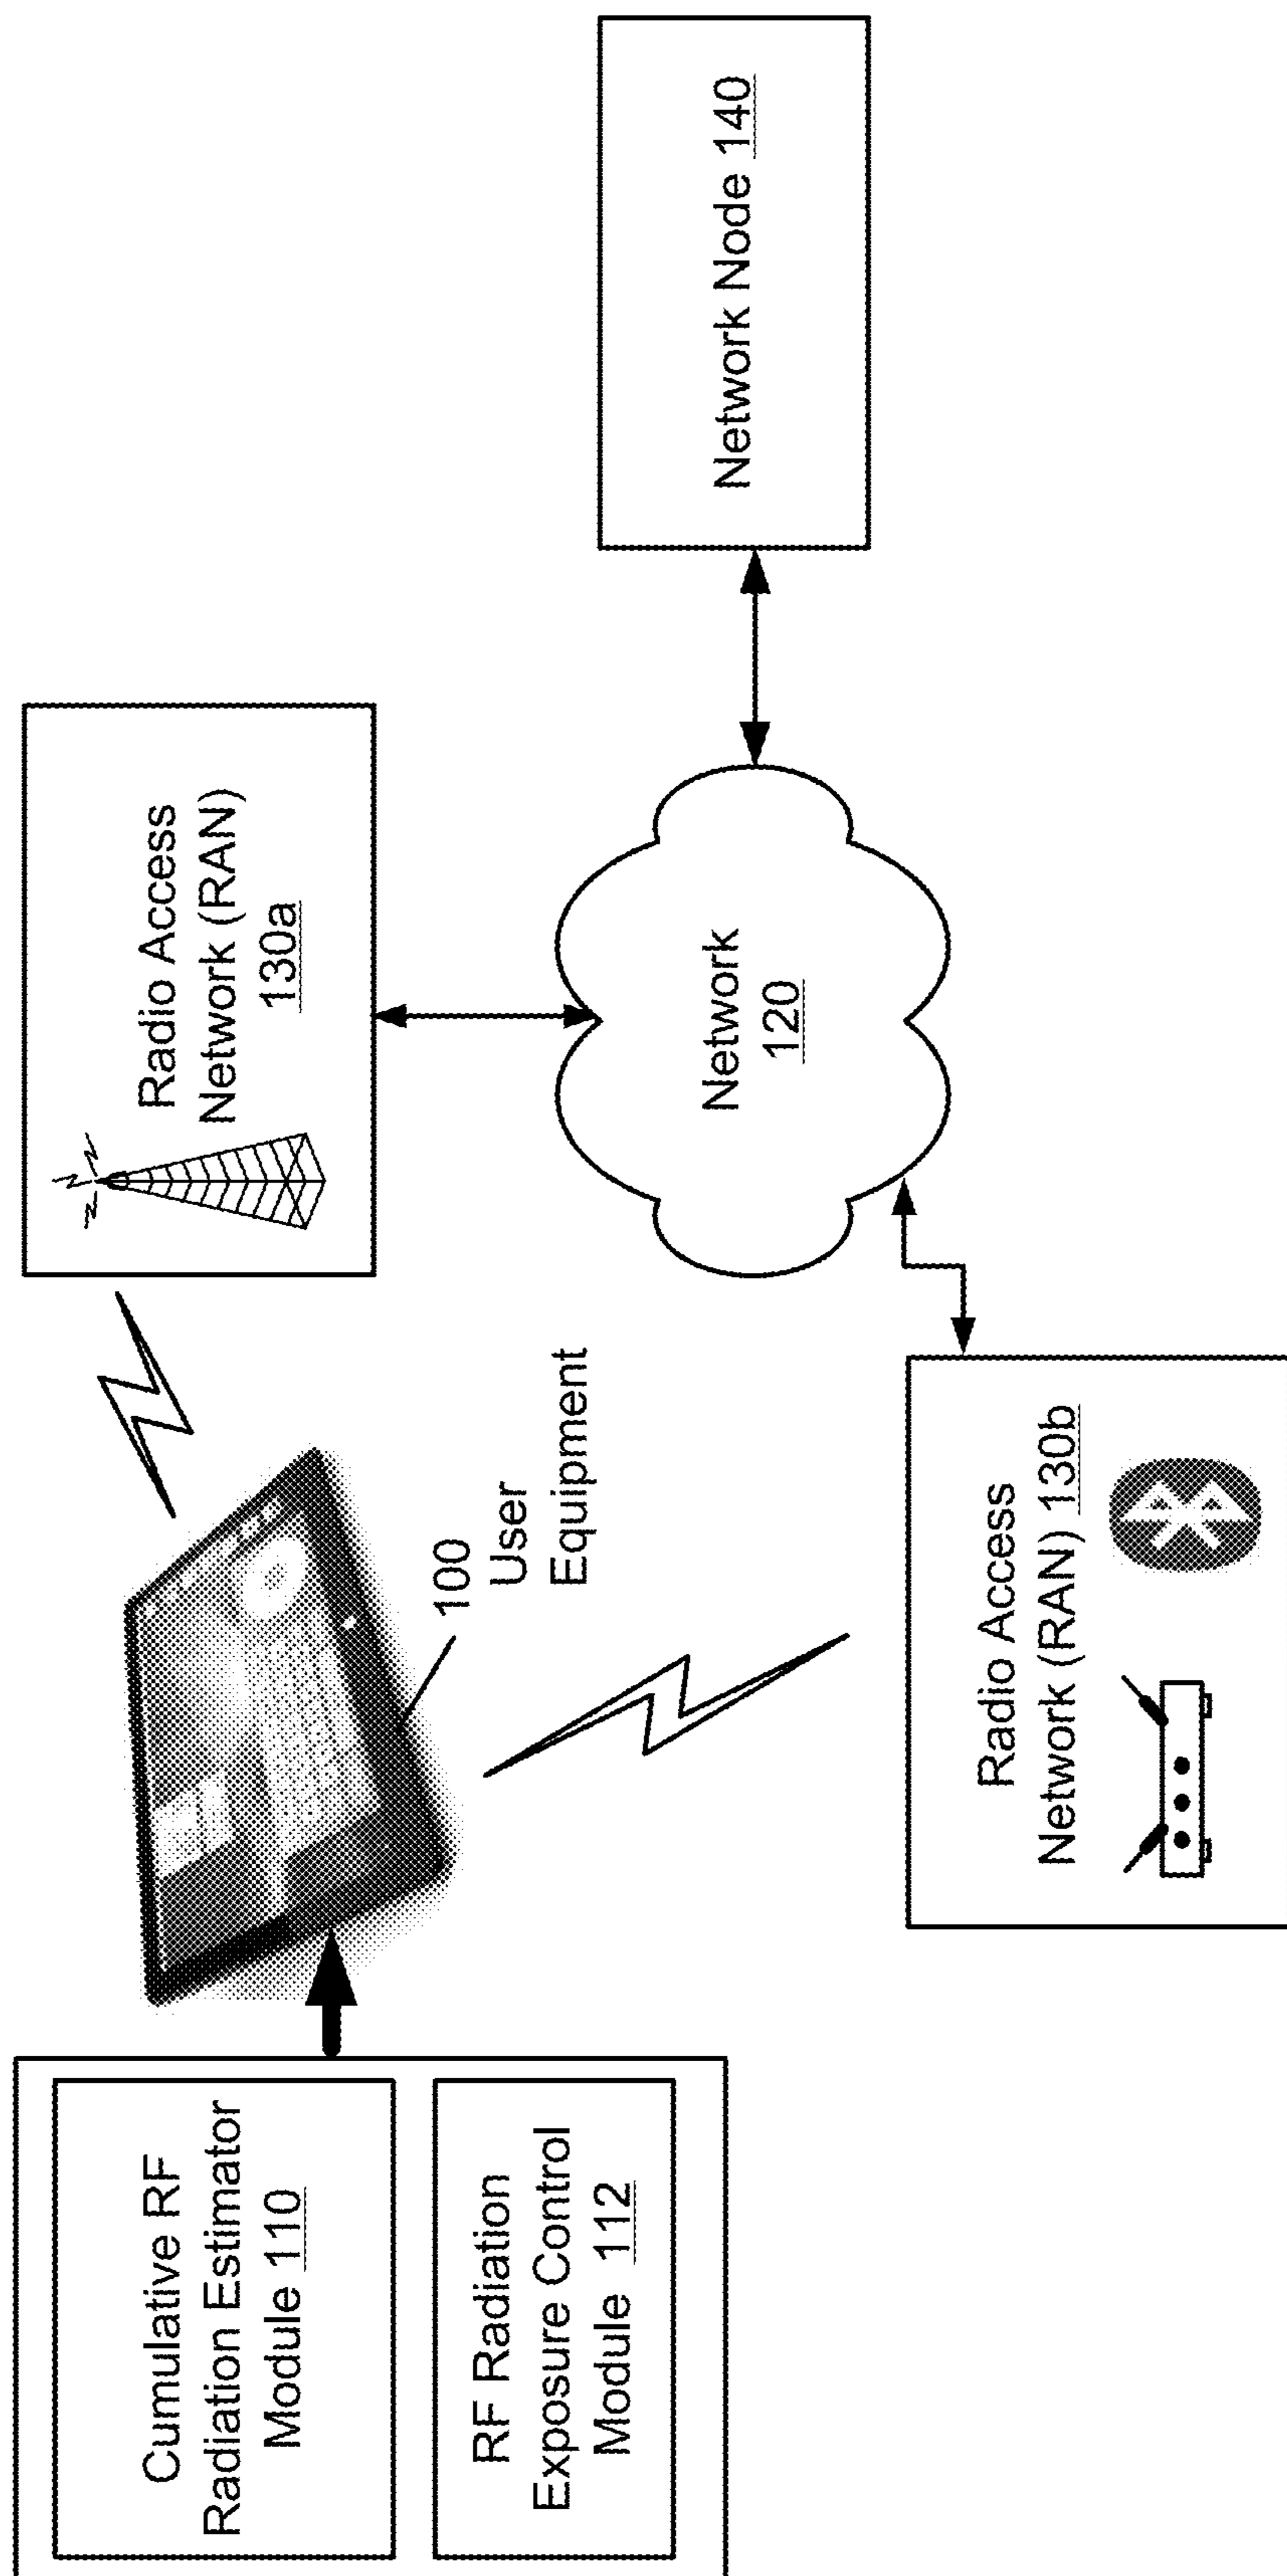 Cumulative RF
Radiation Estimator
Module 110
RF Radiation
Exposure Control
Module 112
100
User
Equipment
Radio Access
Network (RAN)
130a
Radio Access
Network (RAN) 130b
Network
120
Network Node 140